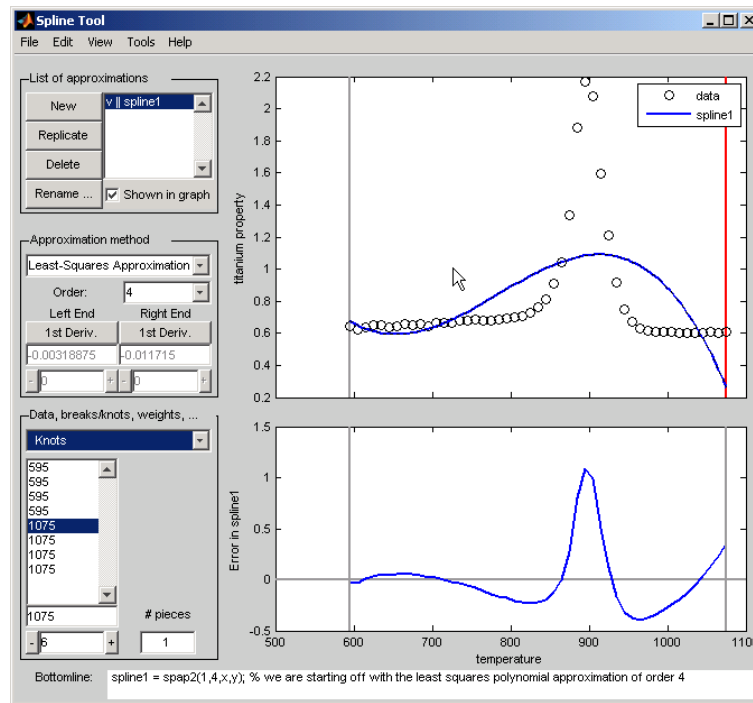 Spline Tool
File Edit View Tools Help
List of approximations
New
Replicate
Delete
Rename ...
v || spline1
Shown in graph
Approximation method
Least-Squares Approximation
Order: 4
Left End Right End
1st Deriv. 1st Deriv.
-0.00318875 -0.011715
- 0 + - 0 +
Data, breaks/knots, weights, ...
Knots
595
595
595
595
1075
1075
1075
1075
1075
# pieces
- 6 +
1
2.2
2
1.8
1.6
1.4
1.2
1
0.8
0.6
0.4
0.2
titanium property
data
spline1
600 700 800 900 1000
1.5
1
0.5
0
-0.5
Error in spline1
500 600 700 800 900 1000 1100
temperature
Bottomline: spline1 = spap2(1,4,x,y); % we are starting off with the least squares polynomial approximation of order 4